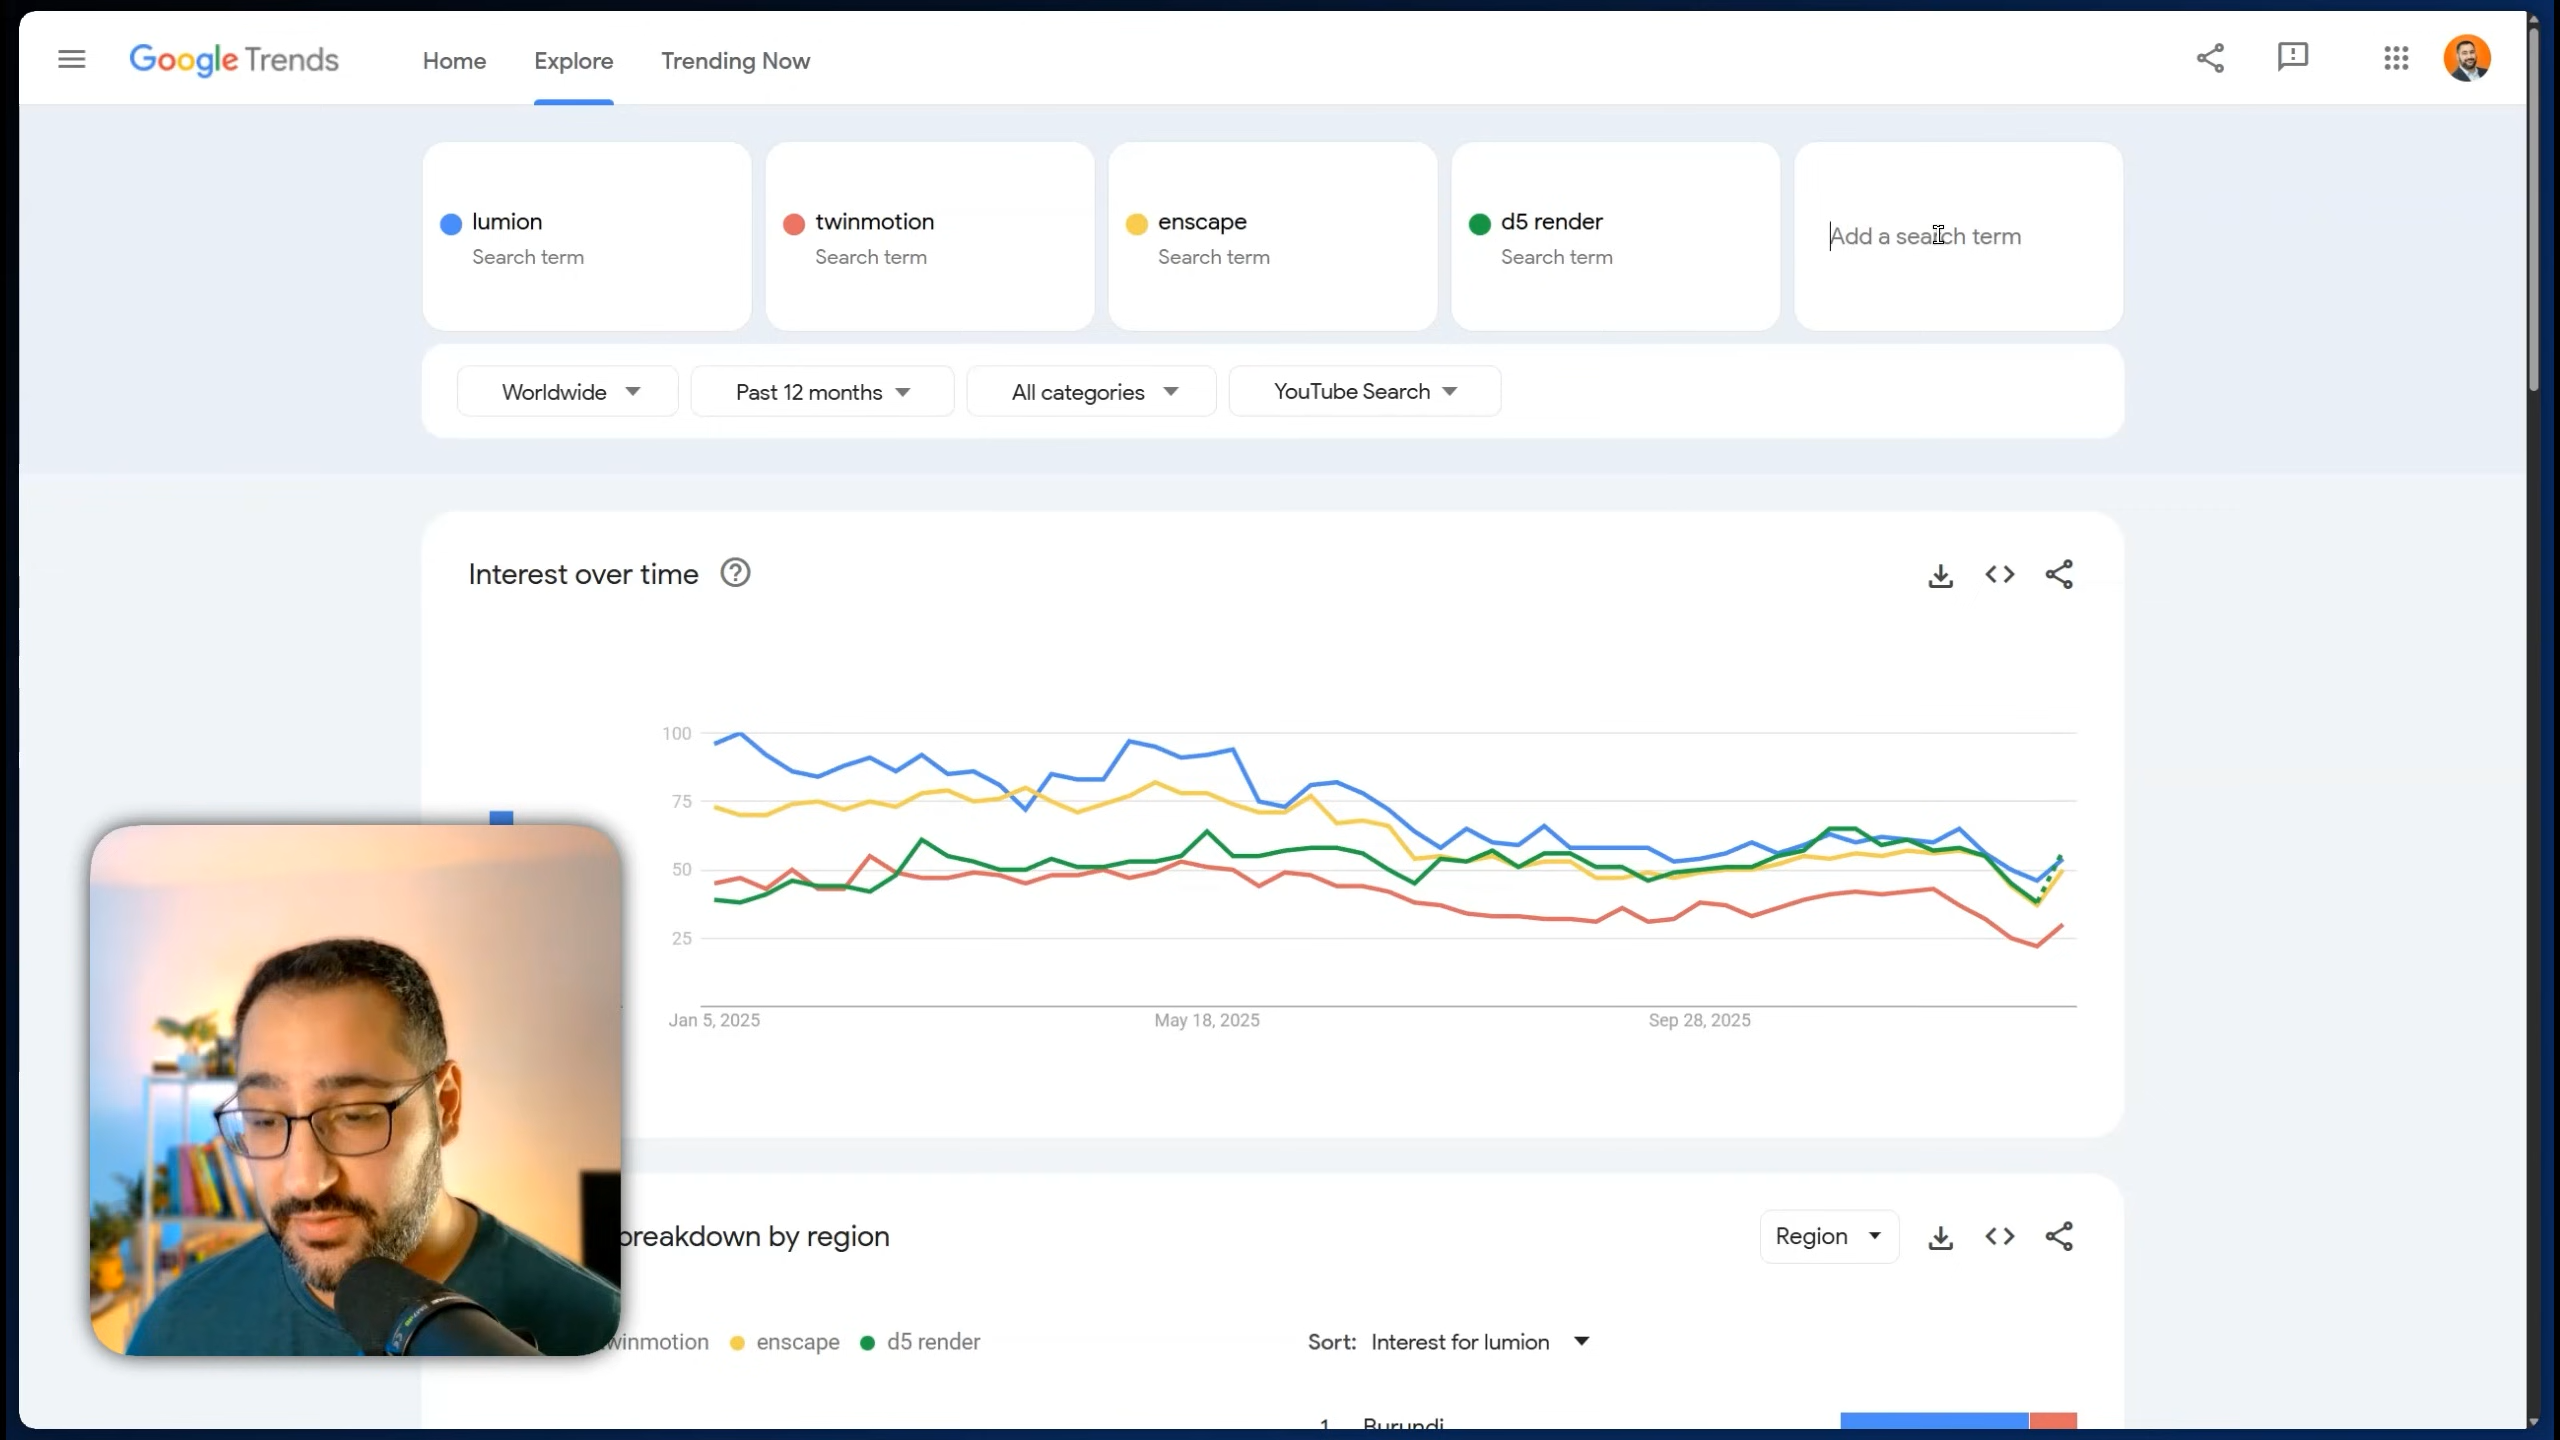 Google Trends
Home
Explore
Trending Now
lumion
Search term
twinmotion
Search term
enscape
Search term
d5 render
Search term
Add a search term
Worldwide
Past 12 months
All categories
YouTube Search
Interest over time
100
75
50
25
Jan 5, 2025
May 18, 2025
Sep 28, 2025
breakdown by region
Region
winmotion
enscape
d5 render
Sort: Interest for lumion
1 Burundi